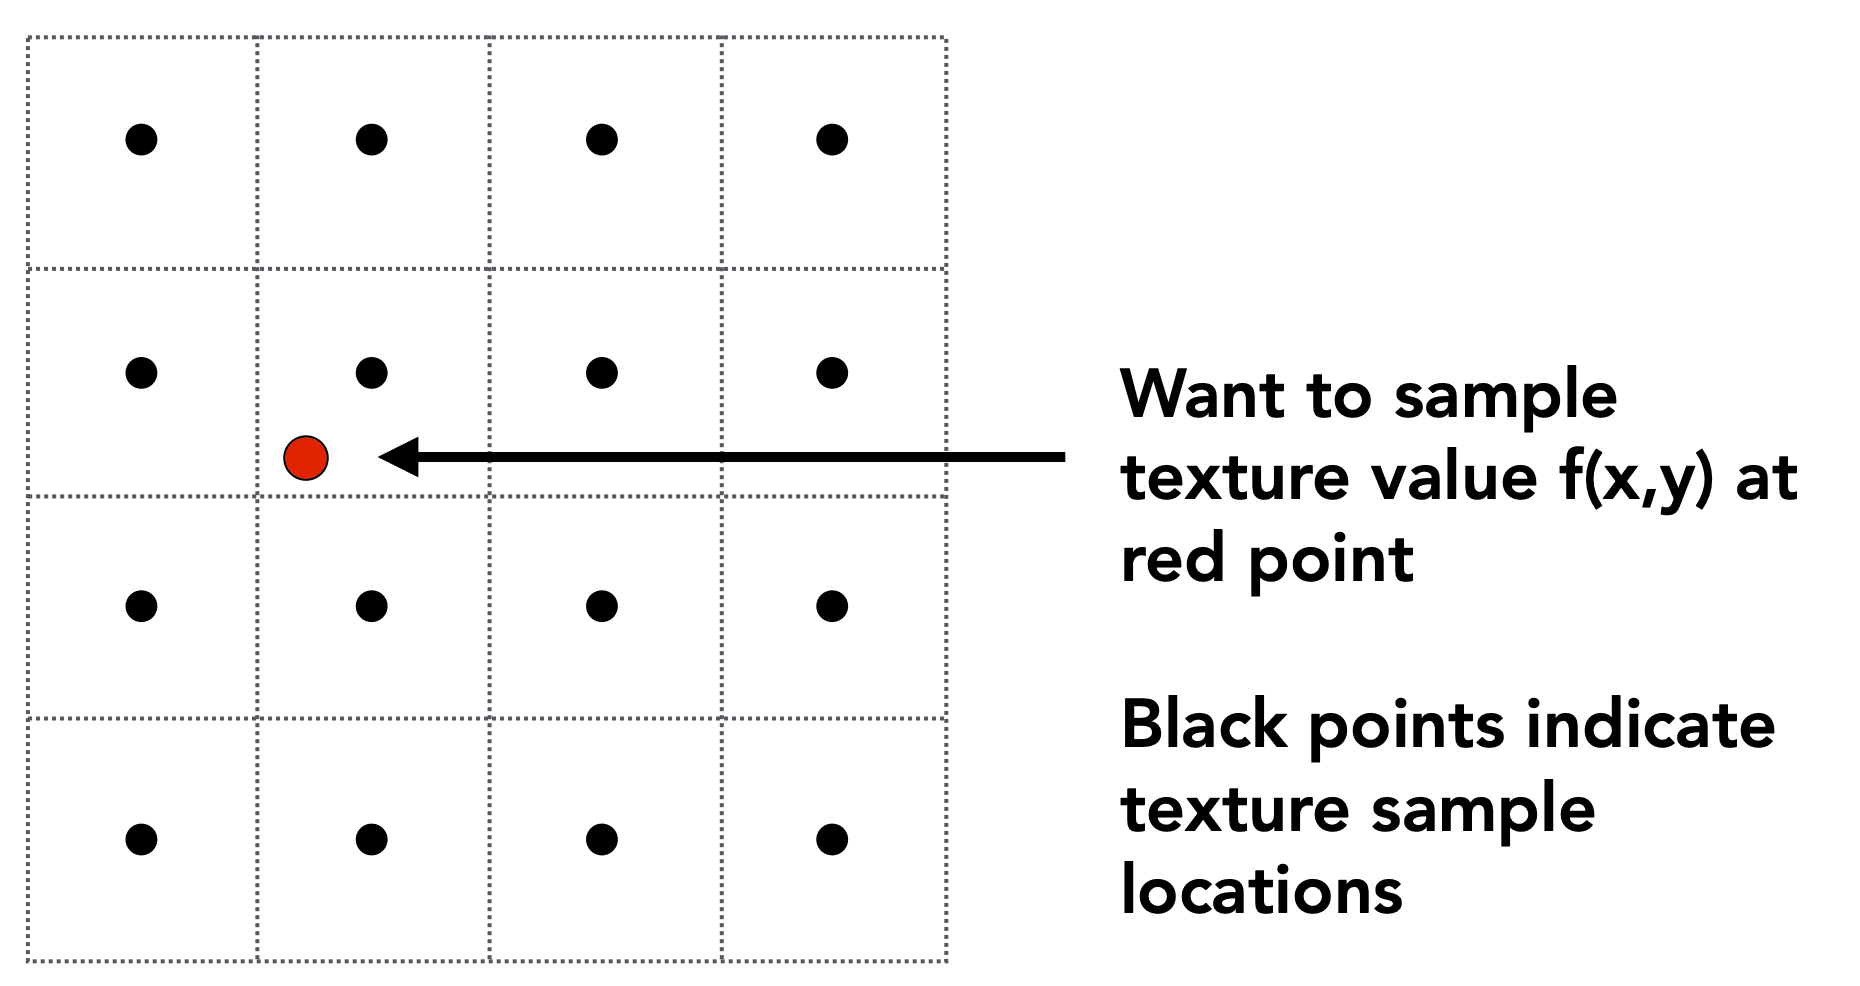 Want to sample
texture value f(x,y) at
red point
Black points indicate
texture sample
locations